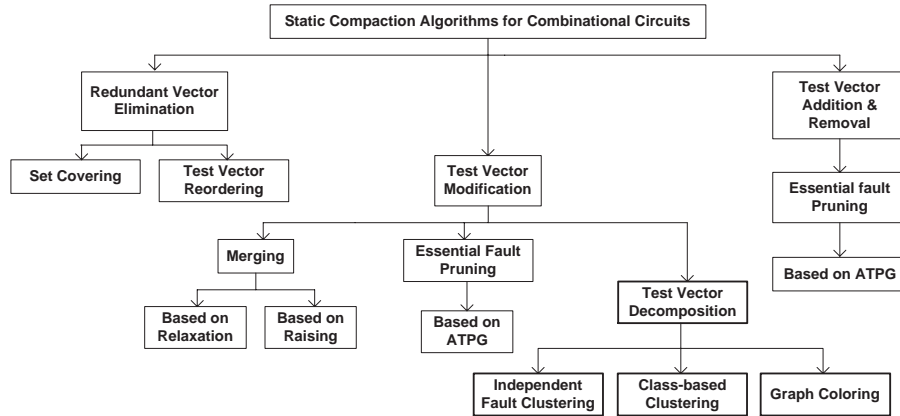 Static Compaction Algorithms for Combinational Circuits
Redundant Vector
Elimination
Test Vector
Addition &
Removal
Set Covering
Test Vector
Reordering
Test Vector
Modification
Essential fault
Pruning
Merging
Essential Fault
Pruning
Based on ATPG
Test Vector
Decomposition
Based on
Relaxation
Based on
Raising
Based on
ATPG
Independent
Fault Clustering
Class-based
Clustering
Graph Coloring